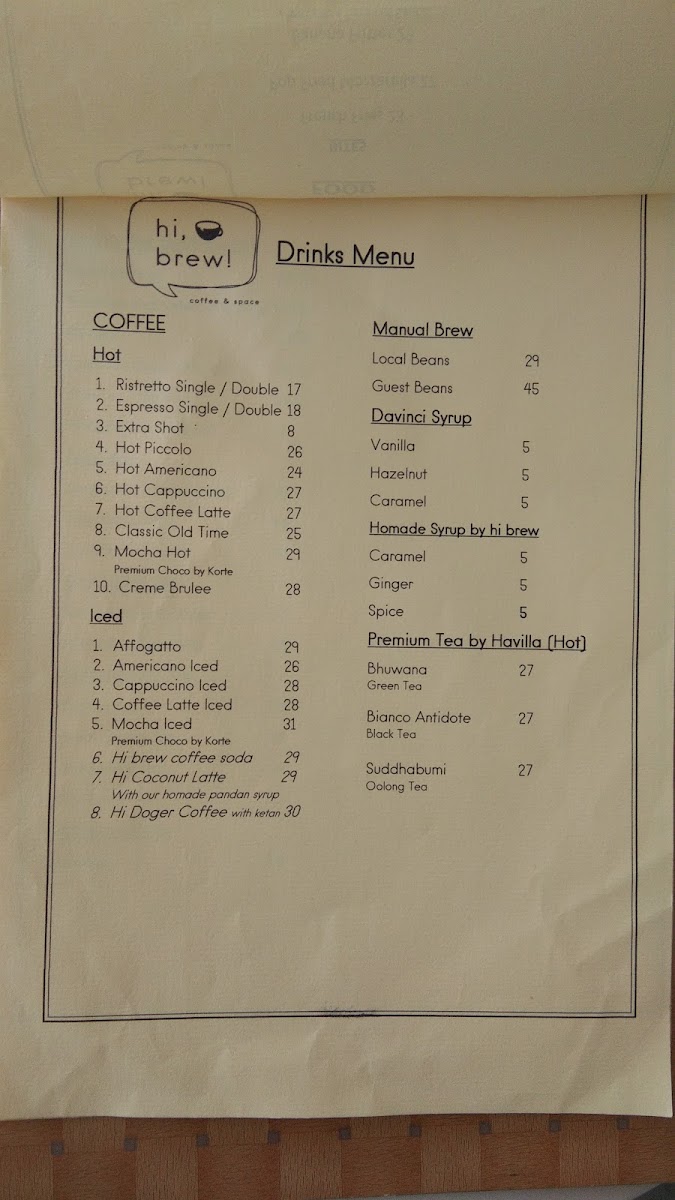 hi,
brew!
coffee & space
Drinks Menu
COFFEE
Hot
1. Ristretto Single / Double 17
2. Espresso Single / Double 18
3. Extra Shot 8
4. Hot Piccolo 26
5. Hot Americano 24
6. Hot Cappuccino 27
7. Hot Coffee Latte 27
8. Classic Old Time 25
9. Mocha Hot 29
Premium Choco by Korte
10. Creme Brulee 28
Iced
1. Affogatto 29
2. Americano Iced 26
3. Cappuccino Iced 28
4. Coffee Latte Iced 28
5. Mocha Iced 31
Premium Choco by Korte
6. Hi brew coffee soda 29
7. Hi Coconut Latte 29
With our homade pandan syrup
8. Hi Doger Coffee with ketan 30
Manual Brew
Local Beans 29
Guest Beans 45
Davinci Syrup
Vanilla 5
Hazelnut 5
Caramel 5
Homade Syrup by hi brew
Caramel 5
Ginger 5
Spice 5
Premium Tea by Havilla (Hot)
Bhuwana 27
Green Tea
Bianco Antidote 27
Black Tea
Suddhabumi 27
Oolong Tea